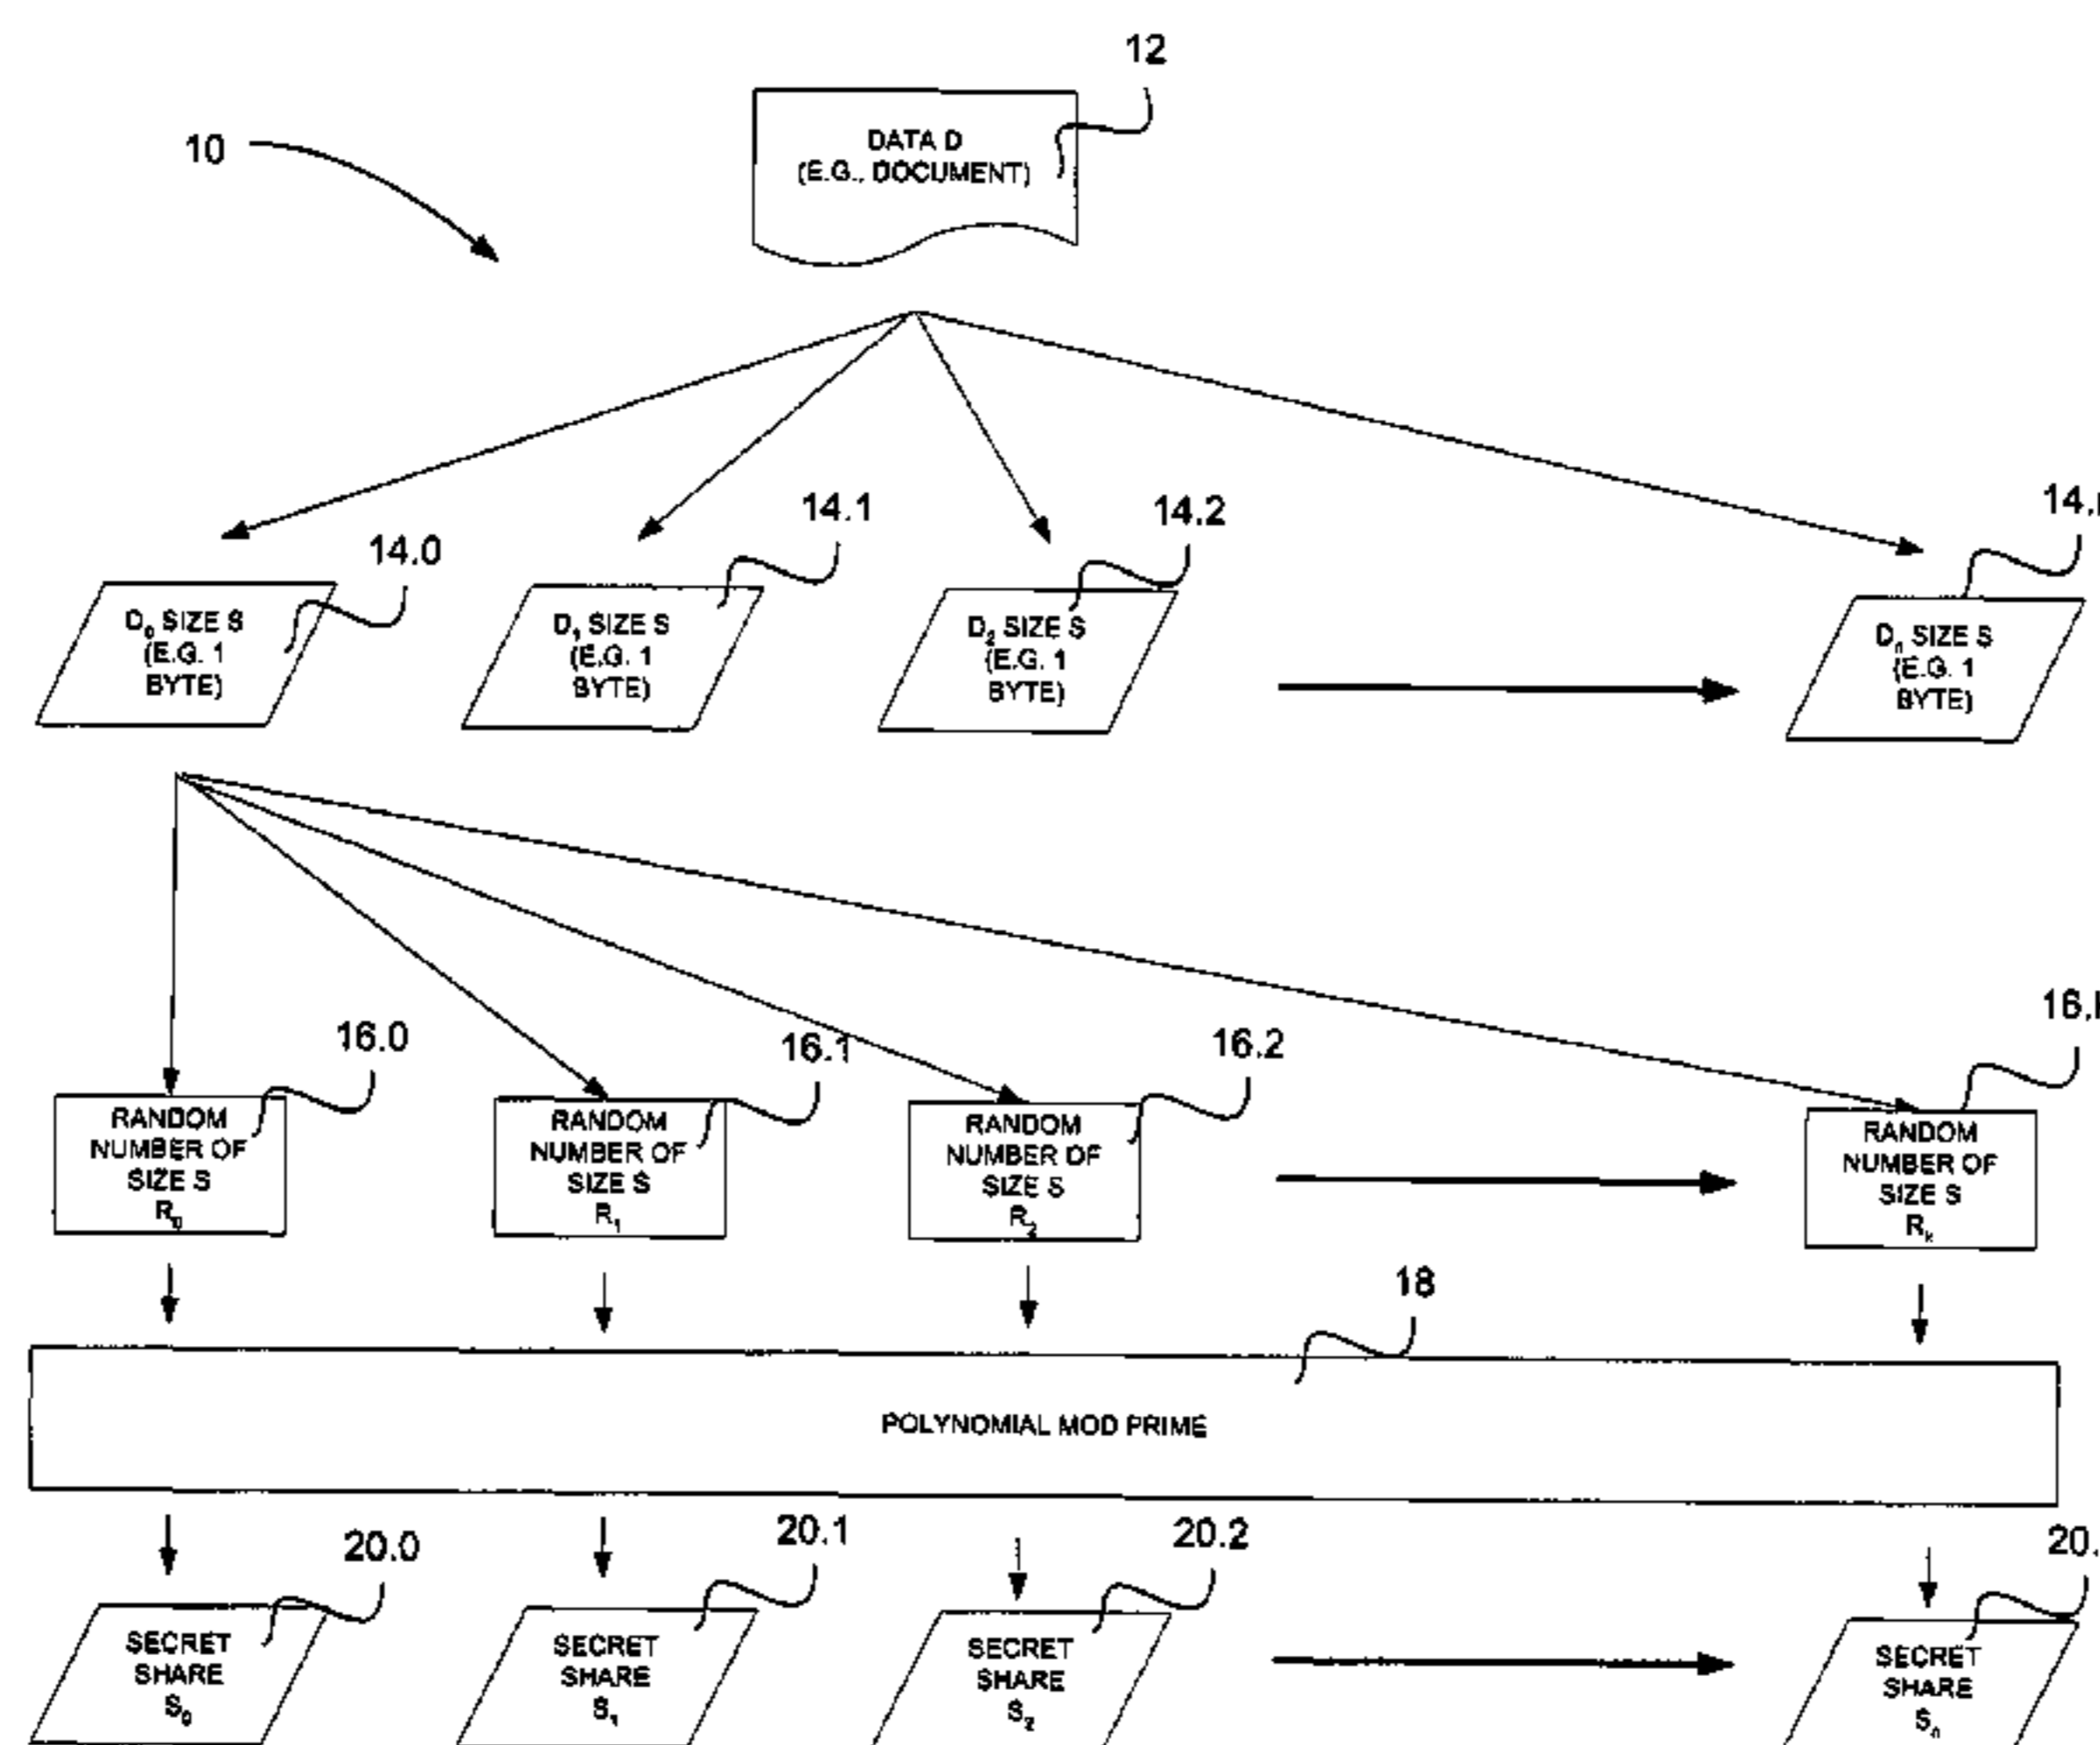 12
10
DATA D
(E.G., DOCUMENT)
14.0
14.1
14.2
D₀ SIZE S
(E.G. 1
BYTE)
D₁ SIZE S
(E.G. 1
BYTE)
D₂ SIZE S
(E.G. 1
BYTE)
Dₙ SIZE S
(E.G. 1
BYTE)
16.0
16.1
16.2
RANDOM
NUMBER OF
SIZE S
R₀
RANDOM
NUMBER OF
SIZE S
R₁
RANDOM
NUMBER OF
SIZE S
R₂
RANDOM
NUMBER OF
SIZE S
Rₖ
18
POLYNOMIAL MOD PRIME
20.0
20.1
20.2
SECRET
SHARE
S₀
SECRET
SHARE
S₁
SECRET
SHARE
S₂
SECRET
SHARE
Sₙ